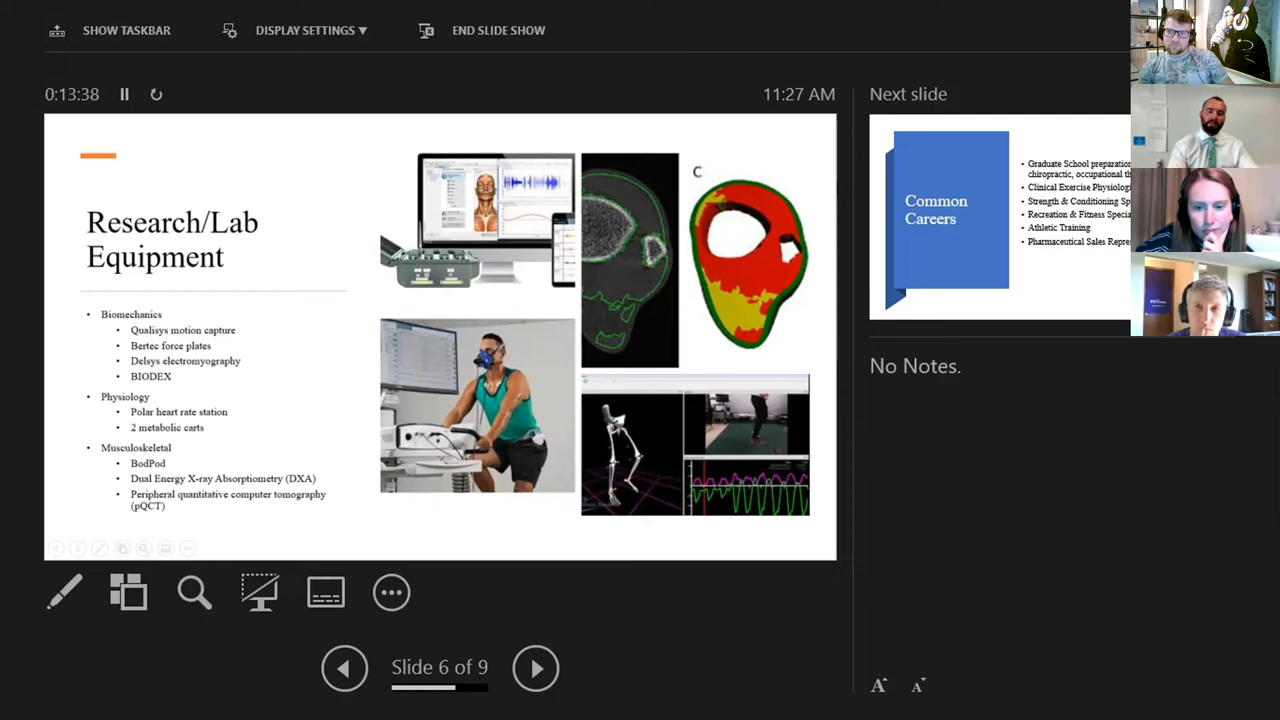 SHOW TASKBAR
DISPLAY SETTINGS ▼
END SLIDE SHOW
0:13:38
11:27 AM
Research/Lab
Equipment
• Biomechanics
• Qualisys motion capture
• Bertec force plates
• Delsys electromyography
• BIODEX
• Physiology
• Polar heart rate station
• 2 metabolic carts
• Musculoskeletal
• BodPod
• Dual Energy X-ray Absorptiometry (DXA)
• Peripheral quantitative computer tomography
(pQCT)
C
Next slide
Common
Careers
• Graduate School preparation
chiropractic, occupational th
• Clinical Exercise Physiologi
• Strength & Conditioning Sp
• Recreation & Fitness Specia
• Athletic Training
• Pharmaceutical Sales Repres
No Notes.
Slide 6 of 9
A
A